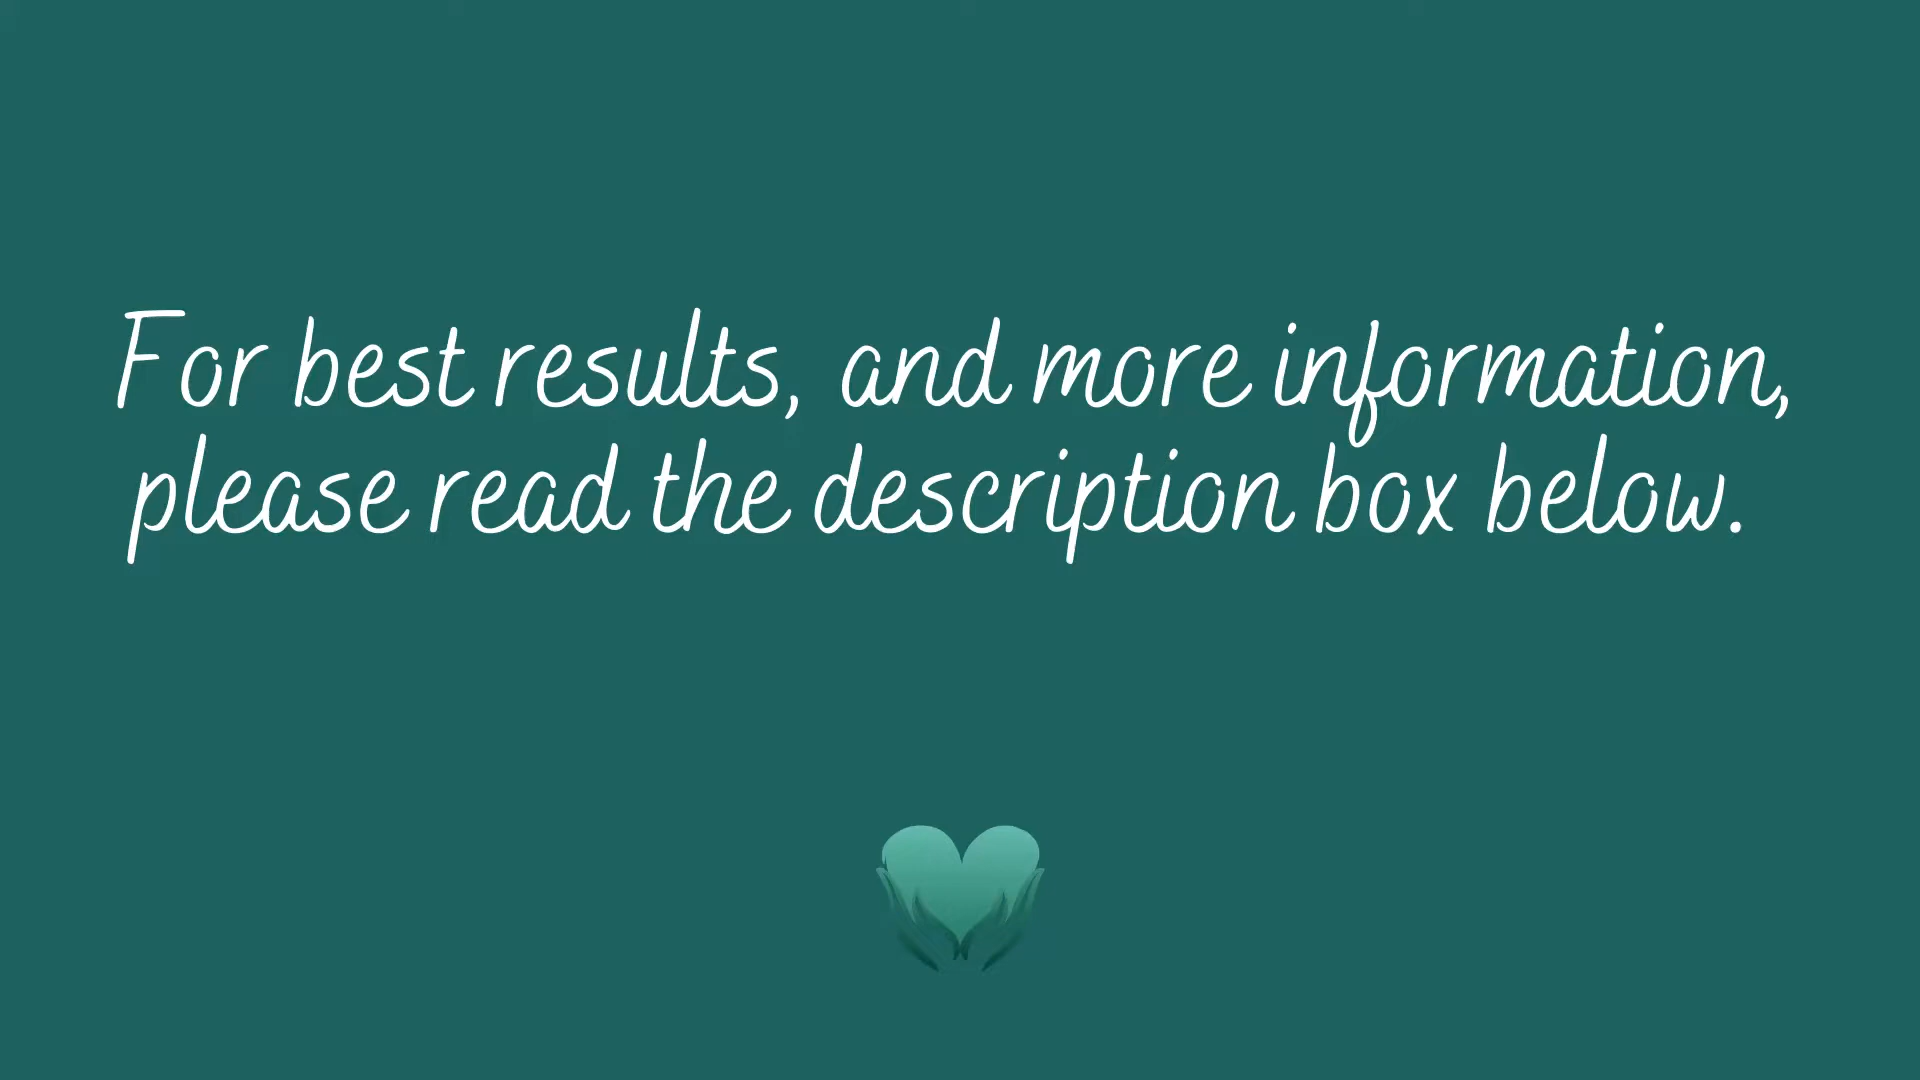 For best results, and more information,
please read the description box below.